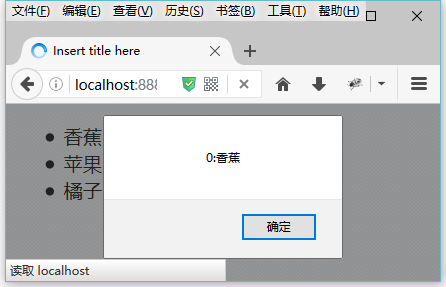 文件(F) 编辑(E) 查看(V) 历史(S) 书签(B) 工具(T) 帮助(H)
Insert title here
localhost:888
香蕉
苹果
橘子
0:香蕉
确定
读取 localhost